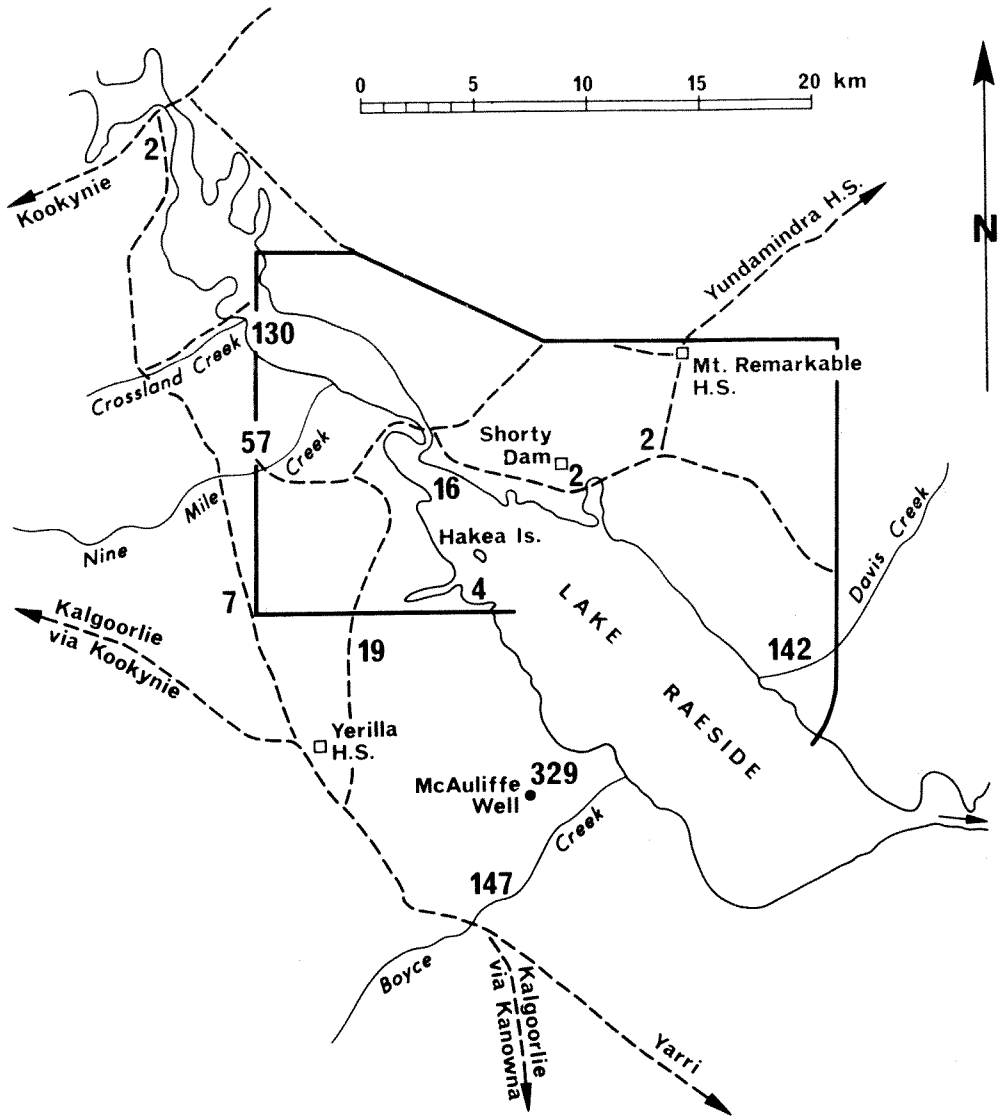 0 5 10 15 20 km
2
Kookynie
N
Yundamindra H.S.
130
Mt. Remarkable
H.S.
Crossland Creek
57
Creek
Shorty
Dam
2
2
16
Mile
Nine
Hakea Is.
Davis Creek
4
7
LAKE
RAESIDE
Kalgoorlie
via Kookynie
19
142
Yerilla
H.S.
McAuliffe
Well
329
Creek
147
Boyce
Kalgoorlie
via Kanowna
Yarri